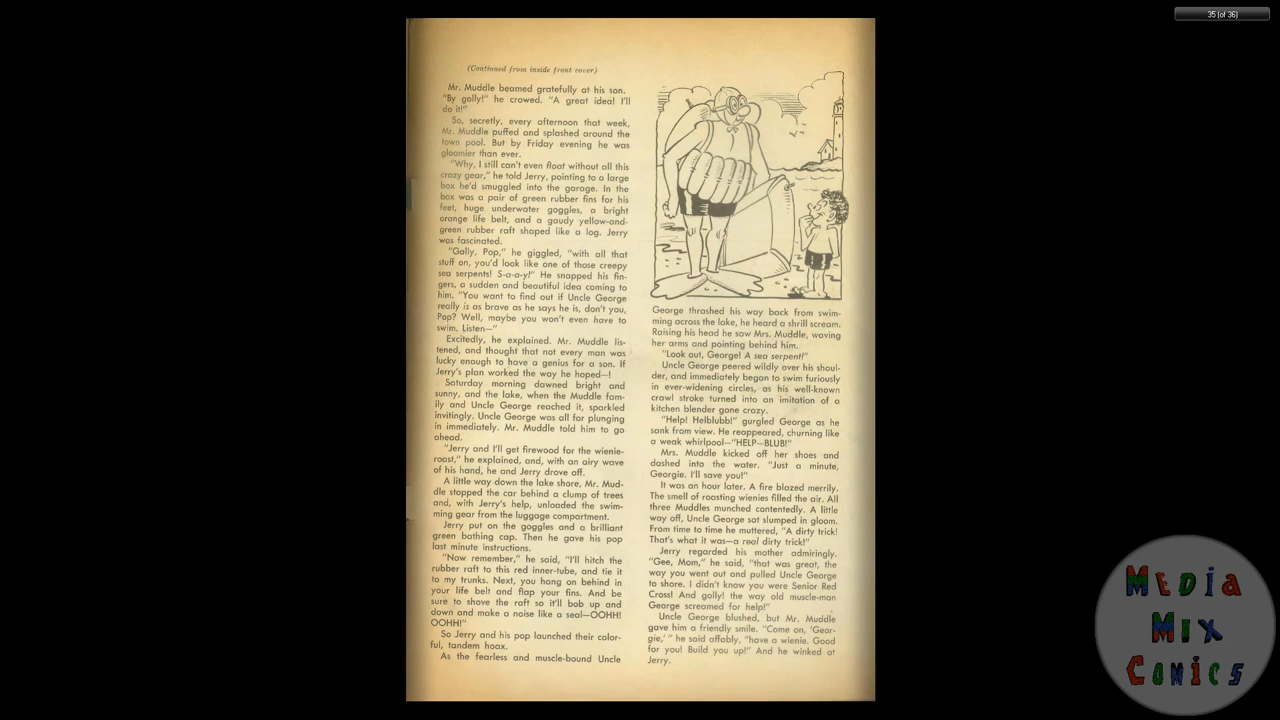 35 (of 36)
(Continued from inside front cover)
Mr. Muddle beamed gratefully at his son.
"By golly!" he crowed. "A great idea! I'll
do it!"
So, secretly, every afternoon that week,
Mr. Muddle puffed and splashed around the
town pool. But by Friday evening he was
gloomier than ever.
"Why, I still can't even float without all this
crazy gear," he told Jerry, pointing to a large
box he'd smuggled into the garage. In the
box was a pair of green rubber fins for his
feet, huge underwater goggles, a bright
orange life belt, and a gaudy yellow-and-
green rubber raft shaped like a log. Jerry
was fascinated.
"Golly, Pop," he giggled, "with all that
stuff on, you'd look like one of those creepy
sea serpents! S-a-a-y!" He snapped his fin-
gers, a sudden and beautiful idea coming to
him. "You want to find out if Uncle George
really is as brave as he says he is, don't you,
Pop? Well, maybe you won't even have to
swim. Listen—"
Excitedly, he explained. Mr. Muddle lis-
tened, and thought that not every man was
lucky enough to have a genius for a son. If
Jerry's plan worked the way he hoped—!
Saturday morning dawned bright and
sunny, and the lake, when the Muddle fam-
ily and Uncle George reached it, sparkled
invitingly. Uncle George was all for plunging
in immediately. Mr. Muddle told him to go
ahead.
"Jerry and I'll get firewood for the wienie-
roast," he explained, and, with an airy wave
of his hand, he and Jerry drove off.
A little way down the lake shore, Mr. Mud-
dle stopped the car behind a clump of trees
and, with Jerry's help, unloaded the swim-
ming gear from the luggage compartment.
Jerry put on the goggles and a brilliant
green bathing cap. Then he gave his pop
last minute instructions.
"Now remember," he said, "I'll hitch the
rubber raft to this red inner-tube, and tie it
to my trunks. Next, you hang on behind in
your life belt and flap your fins. And be
sure to shove the raft so it'll bob up and
down and make a noise like a seal—OOHH!
OOHH!"
So Jerry and his pop launched their color-
ful, tandem hoax.
As the fearless and muscle-bound Uncle
George thrashed his way back from swim-
ming across the lake, he heard a shrill scream.
Raising his head he saw Mrs. Muddle, waving
her arms and pointing behind him.
"Look out, George! A sea serpent!"
Uncle George peered wildly over his shoul-
der, and immediately began to swim furiously
in ever-widening circles, as his well-known
crawl stroke turned into an imitation of a
kitchen blender gone crazy.
"Help! Helblubb!" gurgled George as he
sank from view. He reappeared, churning like
a weak whirlpool—"HELP—BLUB!"
Mrs. Muddle kicked off her shoes and
dashed into the water. "Just a minute,
Georgie. I'll save you!"
It was an hour later. A fire blazed merrily.
The smell of roasting wienies filled the air. All
three Muddles munched contentedly. A little
way off, Uncle George sat slumped in gloom.
From time to time he muttered, "A dirty trick!
That's what it was—a real dirty trick!"
Jerry regarded his mother admiringly.
"Gee, Mom," he said, "that was great, the
way you went out and pulled Uncle George
to shore. I didn't know you were Senior Red
Cross! And golly! the way old muscle-man
George screamed for help!"
Uncle George blushed, but Mr. Muddle
gave him a friendly smile. "Come on, 'Geor-
gie,' " he said affably, "have a wienie. Good
for you! Build you up!" And he winked at
Jerry.
MEDIA
MIX
COMICS